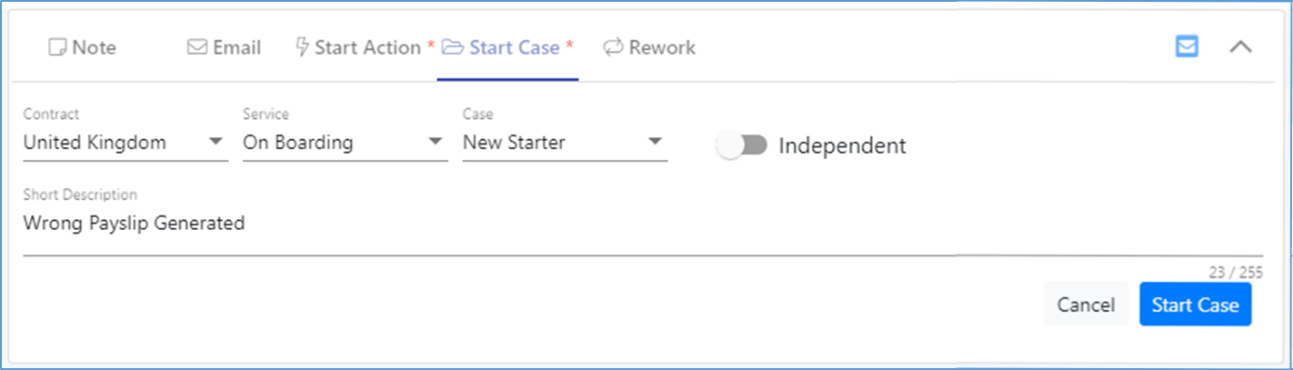 Note Email Start Action * Start Case * Rework
Contract Service Case
United Kingdom On Boarding New Starter Independent
Short Description
Wrong Payslip Generated
23 / 255
Cancel Start Case